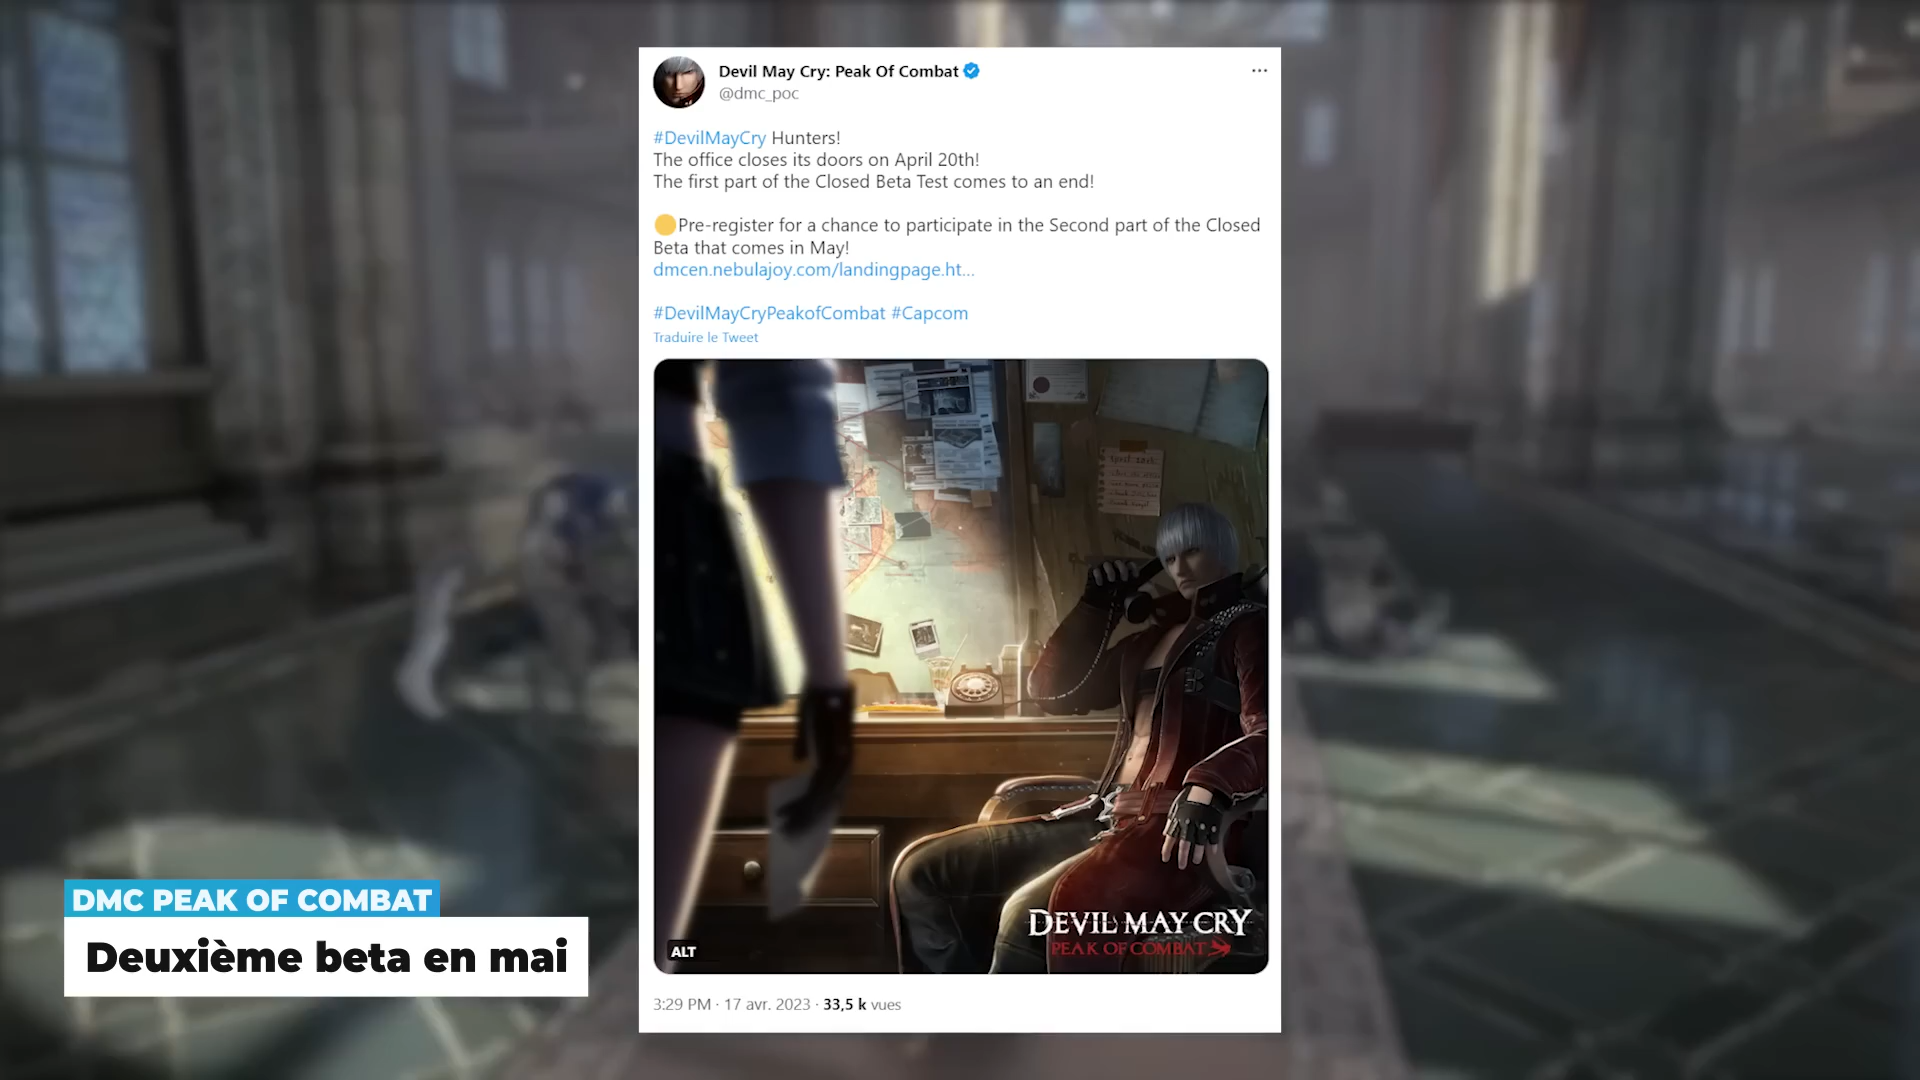 Devil May Cry: Peak Of Combat
@dmc_poc
#DevilMayCry Hunters!
The office closes its doors on April 20th!
The first part of the Closed Beta Test comes to an end!
Pre-register for a chance to participate in the Second part of the Closed
Beta that comes in May!
dmcen.nebulajoy.com/landingpage.ht...
#DevilMayCryPeakofCombat #Capcom
Traduire le Tweet
DEVIL MAY CRY
PEAK OF COMBAT
ALT
3:29 PM · 17 avr. 2023 · 33,5 k vues
DMC PEAK OF COMBAT
Deuxième beta en mai